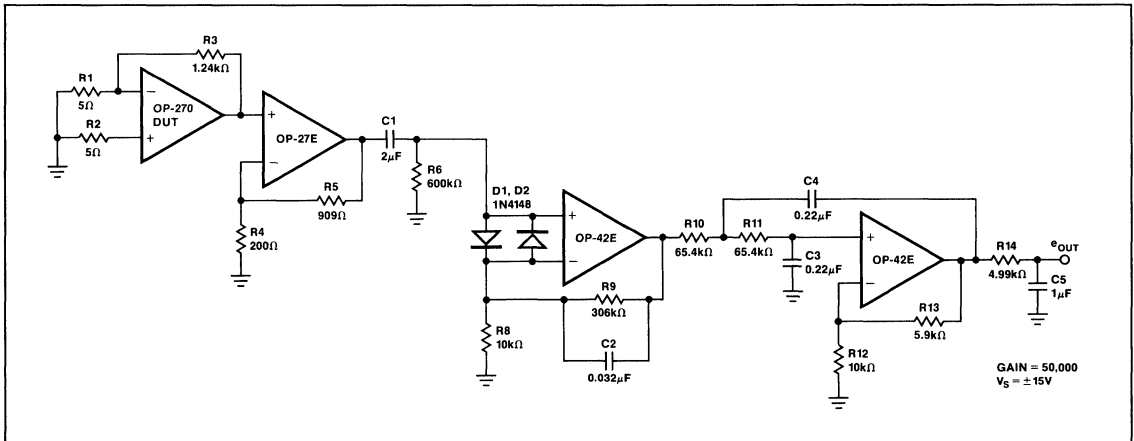 R3
1.24kΩ
R1
5Ω
R2
5Ω
−
+
OP-270
DUT
+
−
OP-27E
C1
2μF
R5
909Ω
R4
200Ω
R6
600kΩ
D1, D2
1N4148
+
−
OP-42E
R9
306kΩ
R8
10kΩ
C2
0.032μF
R10
65.4kΩ
R11
65.4kΩ
C4
0.22μF
C3
0.22μF
+
−
OP-42E
R13
5.9kΩ
R12
10kΩ
R14
4.99kΩ
eOUT
C5
1μF
GAIN = 50,000
VS = ±15V